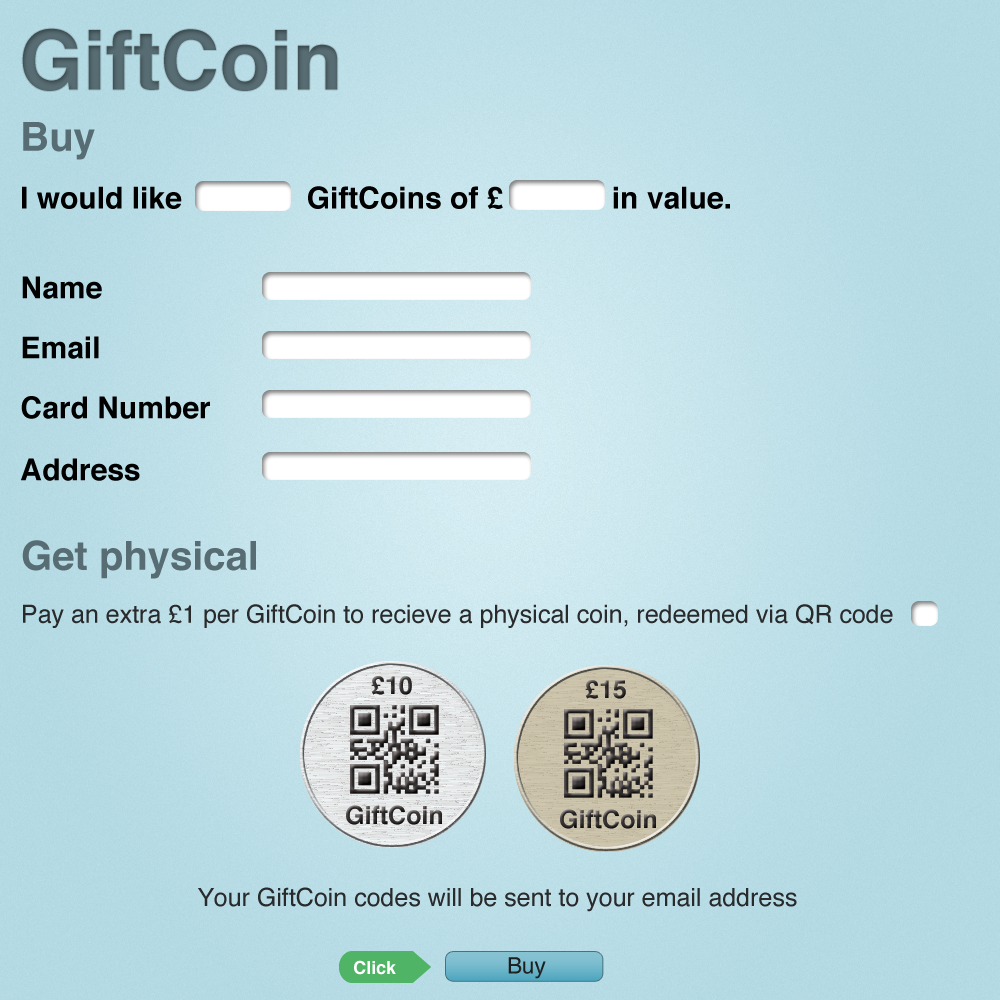 GiftCoin
Buy
I would like GiftCoins of £ in value.
Name
Email
Card Number
Address
Get physical
Pay an extra £1 per GiftCoin to recieve a physical coin, redeemed via QR code
£10 £15
GiftCoin GiftCoin
Your GiftCoin codes will be sent to your email address
Click Buy